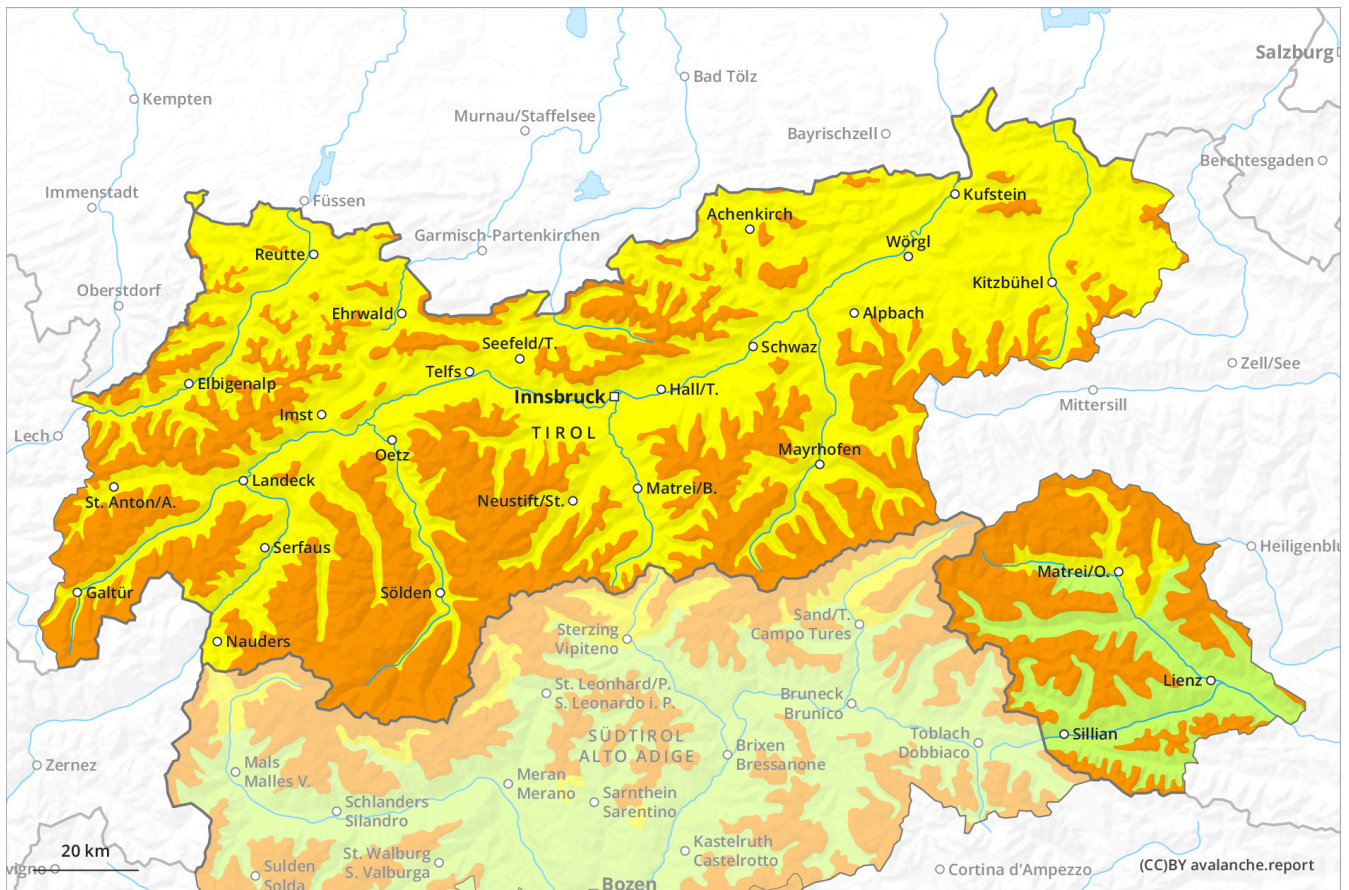 Salzburg
Bad Tölz
Kempten
Murnau/Staffelsee
Bayrischzell
Berchtesgaden
Immenstadt
Füssen
Kufstein
Achenkirch
Garmisch-Partenkirchen
Wörgl
Reutte
Oberstdorf
Kitzbühel
Ehrwald
Alpbach
Seefeld/T.
Schwaz
Zell/See
Telfs
Elbigenalp
Hall/T.
Innsbruck
Mittersill
Imst
TIROL
Lech
Oetz
Mayrhofen
Landeck
Matrei/B.
St. Anton/A.
Neustift/St.
Serfaus
Heiligenblu
Matrei/O.
Galtür
Sölden
Sand/T.
Campo Tures
Sterzing
Vipiteno
Nauders
Lienz
St. Leonhard/P.
S. Leonardo i. P.
Bruneck
Brunico
Sillian
SÜDTIROL
ALTO ADIGE
Toblach
Dobbiaco
Brixen
Bressanone
Zernez
Mals
Malles V.
Meran
Merano
Sarnthein
Sarentino
Schlanders
Silandro
20 km
Kastelruth
Castelrotto
St. Walburg
S. Valburga
vigno
Sulden
Solda
Cortina d'Ampezzo
(CC)BY avalanche.report
Bozen